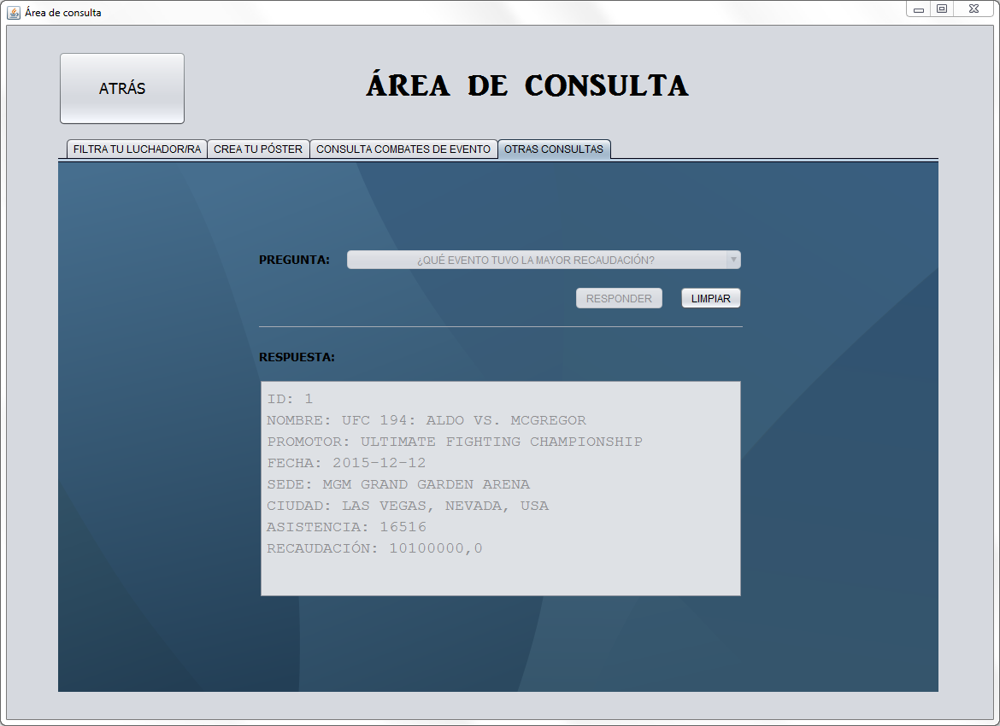 Área de consulta
ATRÁS
ÁREA DE CONSULTA
FILTRA TU LUCHADOR/RA CREA TU PÓSTER CONSULTA COMBATES DE EVENTO OTRAS CONSULTAS
PREGUNTA: ¿QUÉ EVENTO TUVO LA MAYOR RECAUDACIÓN?
RESPONDER LIMPIAR
RESPUESTA:
ID: 1
NOMBRE: UFC 194: ALDO VS. MCGREGOR
PROMOTOR: ULTIMATE FIGHTING CHAMPIONSHIP
FECHA: 2015-12-12
SEDE: MGM GRAND GARDEN ARENA
CIUDAD: LAS VEGAS, NEVADA, USA
ASISTENCIA: 16516
RECAUDACIÓN: 10100000,0